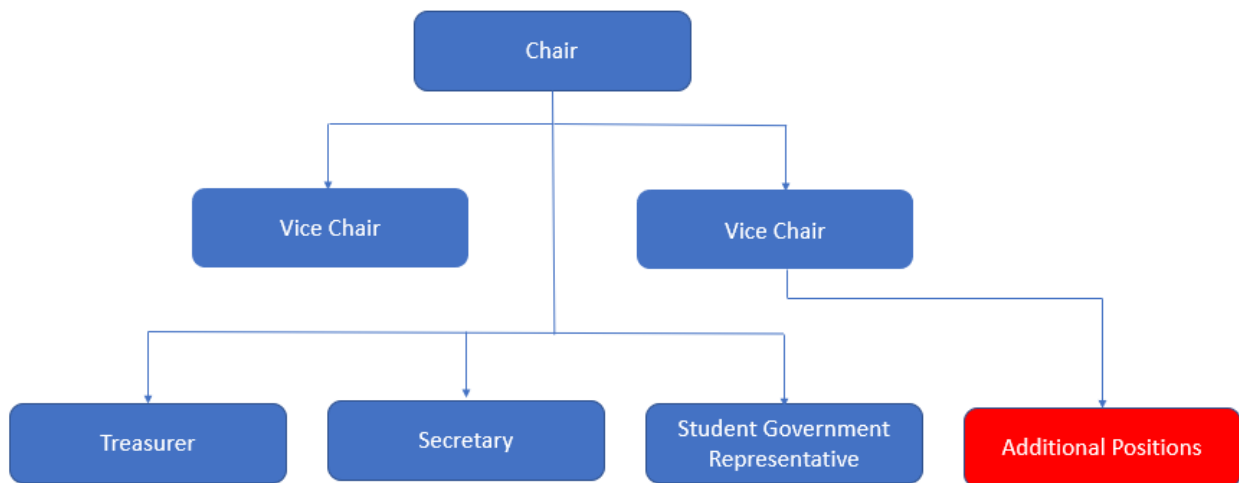 Chair
Vice Chair
Vice Chair
Treasurer
Secretary
Student Government
Representative
Additional Positions